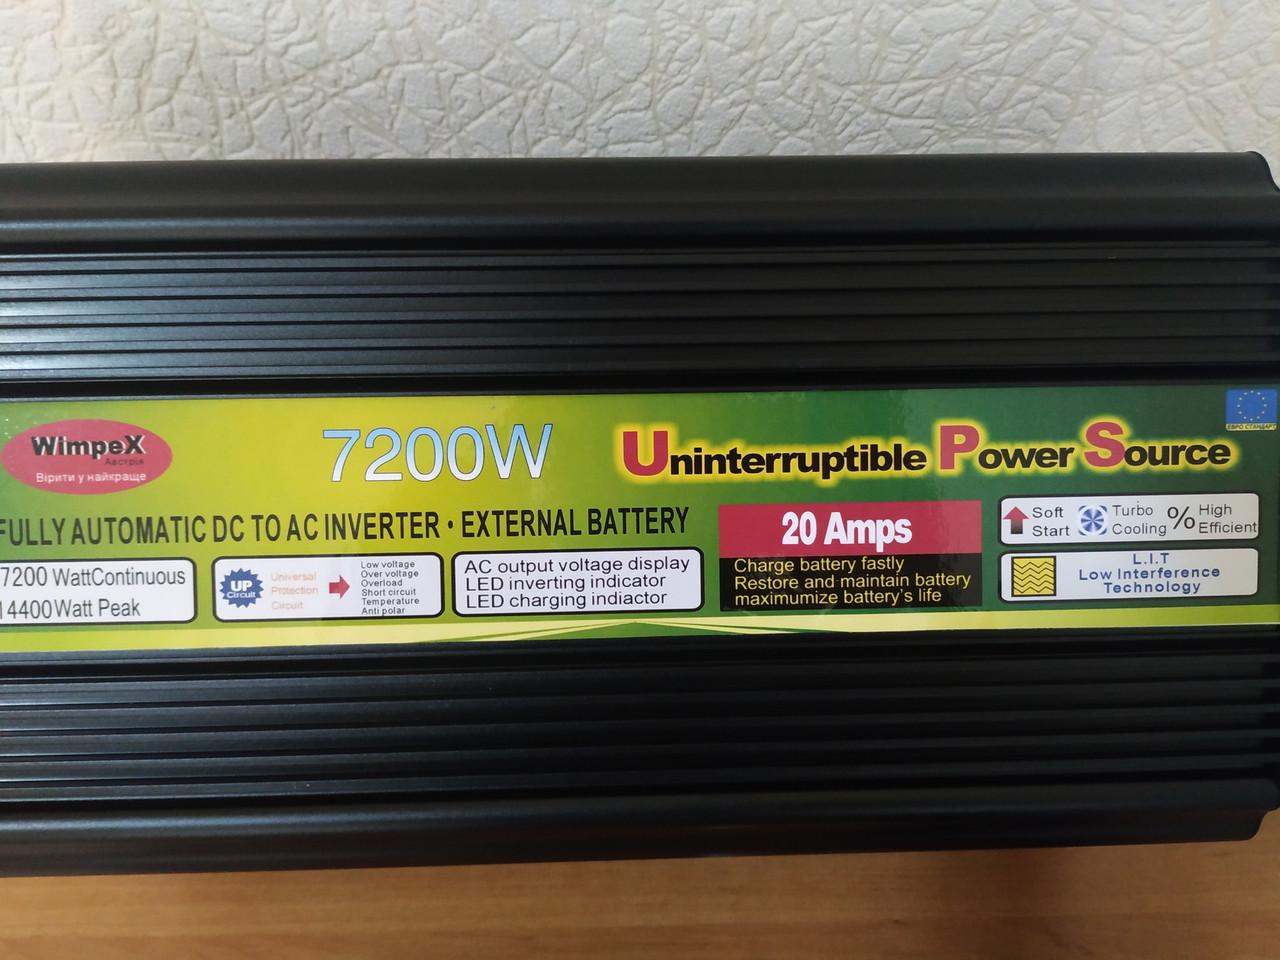 WimpeX
Австрія
Вірити у найкраще
7200W
Uninterruptible Power Source
ЕВРО СТАНДАРТ
FULLY AUTOMATIC DC TO AC INVERTER · EXTERNAL BATTERY
7200 WattContinuous
14400Watt Peak
UP
Circuit
Universal
Protection
Circuit
Low voltage
Over voltage
Overload
Short circuit
Temperature
Anti polar
AC output voltage display
LED inverting indicator
LED charging indiactor
20 Amps
Charge battery fastly
Restore and maintain battery
maximumize battery's life
Soft
Start
Turbo
Cooling
% High
Efficient
L.I.T
Low Interference
Technology